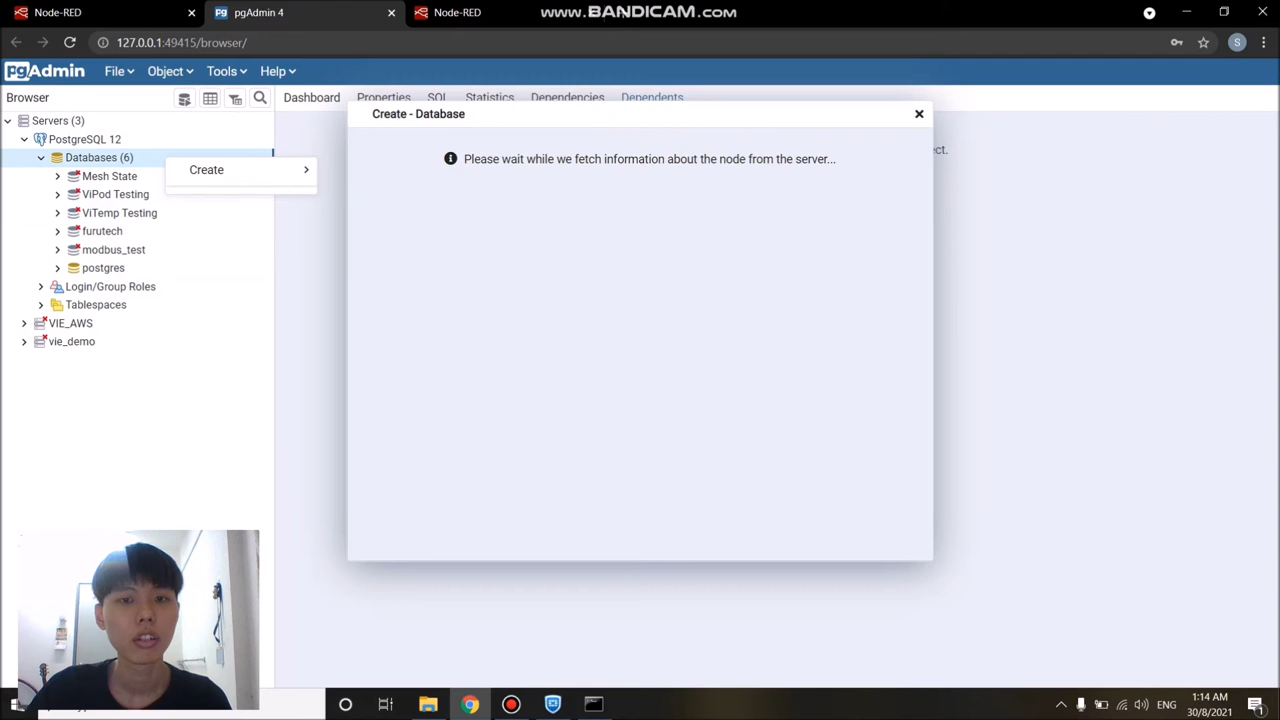 Node-RED
pgAdmin 4
Node-RED
www.BANDICAM.com
127.0.0.1:49415/browser/
S
pgAdmin
File
Object
Tools
Help
Browser
Dashboard
Properties
SQL
Statistics
Dependencies
Dependents
Servers (3)
PostgreSQL 12
Databases (6)
Mesh State
ViPod Testing
ViTemp Testing
furutech
modbus_test
postgres
Login/Group Roles
Tablespaces
VIE_AWS
vie_demo
Create
Create - Database
Please wait while we fetch information about the node from the server...
ect.
ENG
1:14 AM
30/8/2021
1